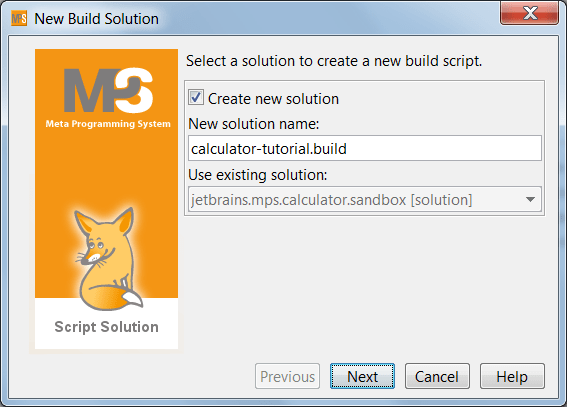 New Build Solution
MPS
Meta Programming System
Script Solution
Select a solution to create a new build script.
Create new solution
New solution name:
calculator-tutorial.build
Use existing solution:
jetbrains.mps.calculator.sandbox [solution]
Previous
Next
Cancel
Help